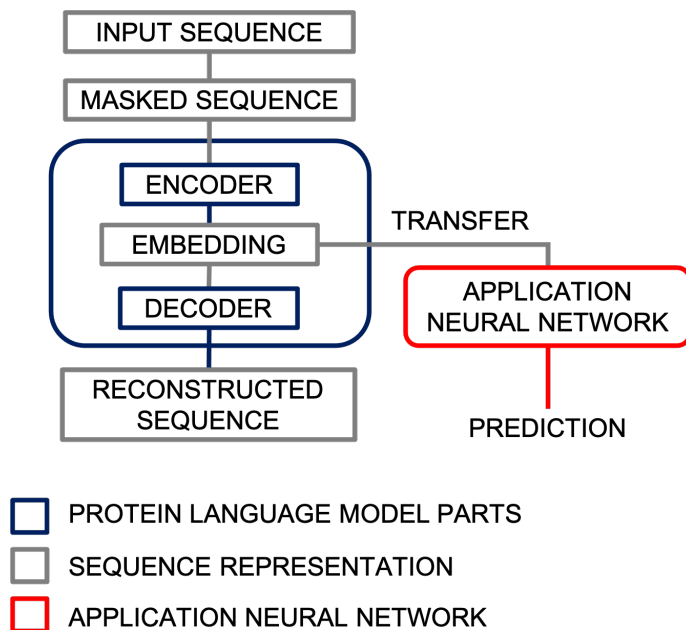 INPUT SEQUENCE
MASKED SEQUENCE
ENCODER
EMBEDDING
TRANSFER
DECODER
APPLICATION
NEURAL NETWORK
RECONSTRUCTED
SEQUENCE
PREDICTION
PROTEIN LANGUAGE MODEL PARTS
SEQUENCE REPRESENTATION
APPLICATION NEURAL NETWORK